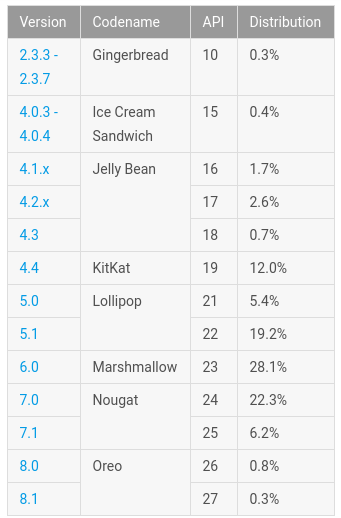 Version Codename API Distribution
2.3.3 - Gingerbread 10 0.3%
2.3.7
4.0.3 - Ice Cream 15 0.4%
4.0.4 Sandwich
4.1.x Jelly Bean 16 1.7%
4.2.x 17 2.6%
4.3 18 0.7%
4.4 KitKat 19 12.0%
5.0 Lollipop 21 5.4%
5.1 22 19.2%
6.0 Marshmallow 23 28.1%
7.0 Nougat 24 22.3%
7.1 25 6.2%
8.0 Oreo 26 0.8%
8.1 27 0.3%